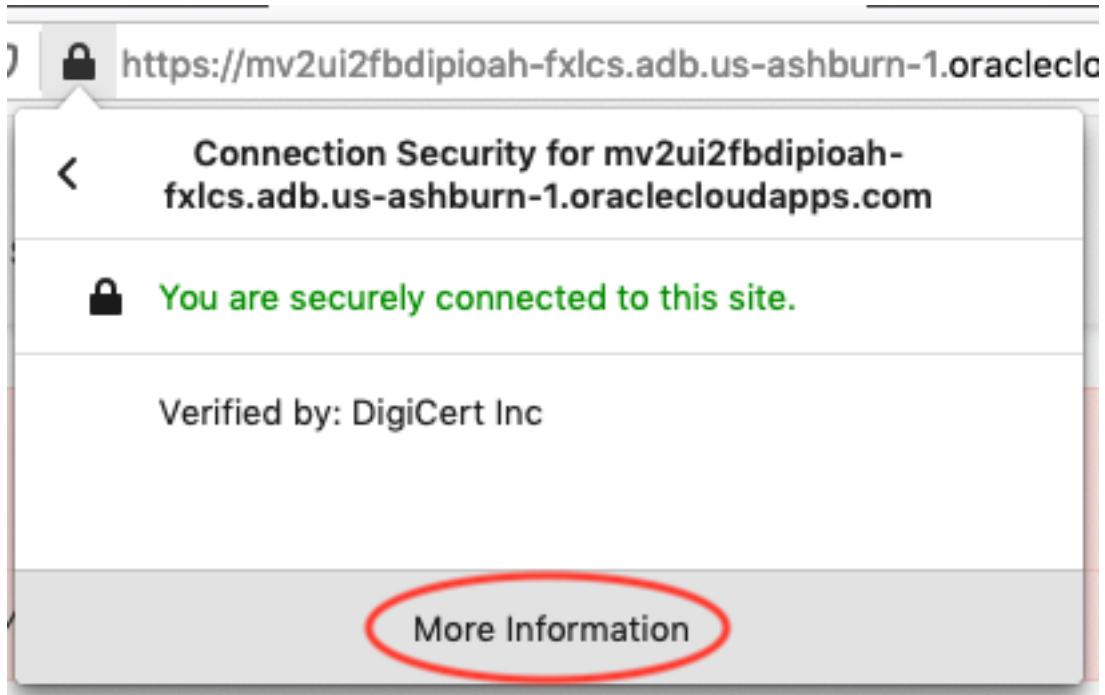 https://mv2ui2fbdipioah-fxlcs.adb.us-ashburn-1.oracleclo
Connection Security for mv2ui2fbdipioah-
fxlcs.adb.us-ashburn-1.oraclecloudapps.com
You are securely connected to this site.
Verified by: DigiCert Inc
More Information